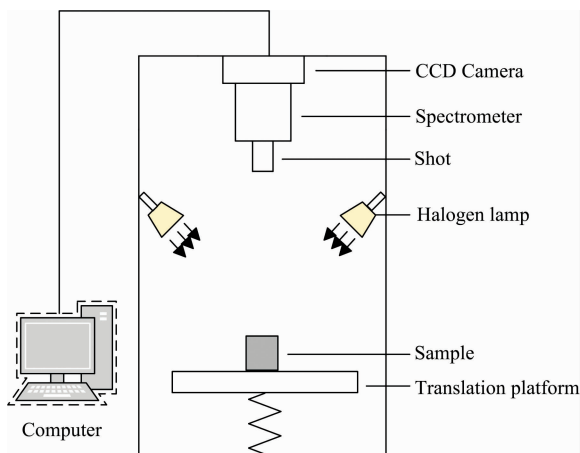 CCD Camera
Spectrometer
Shot
Halogen lamp
Sample
Translation platform
Computer